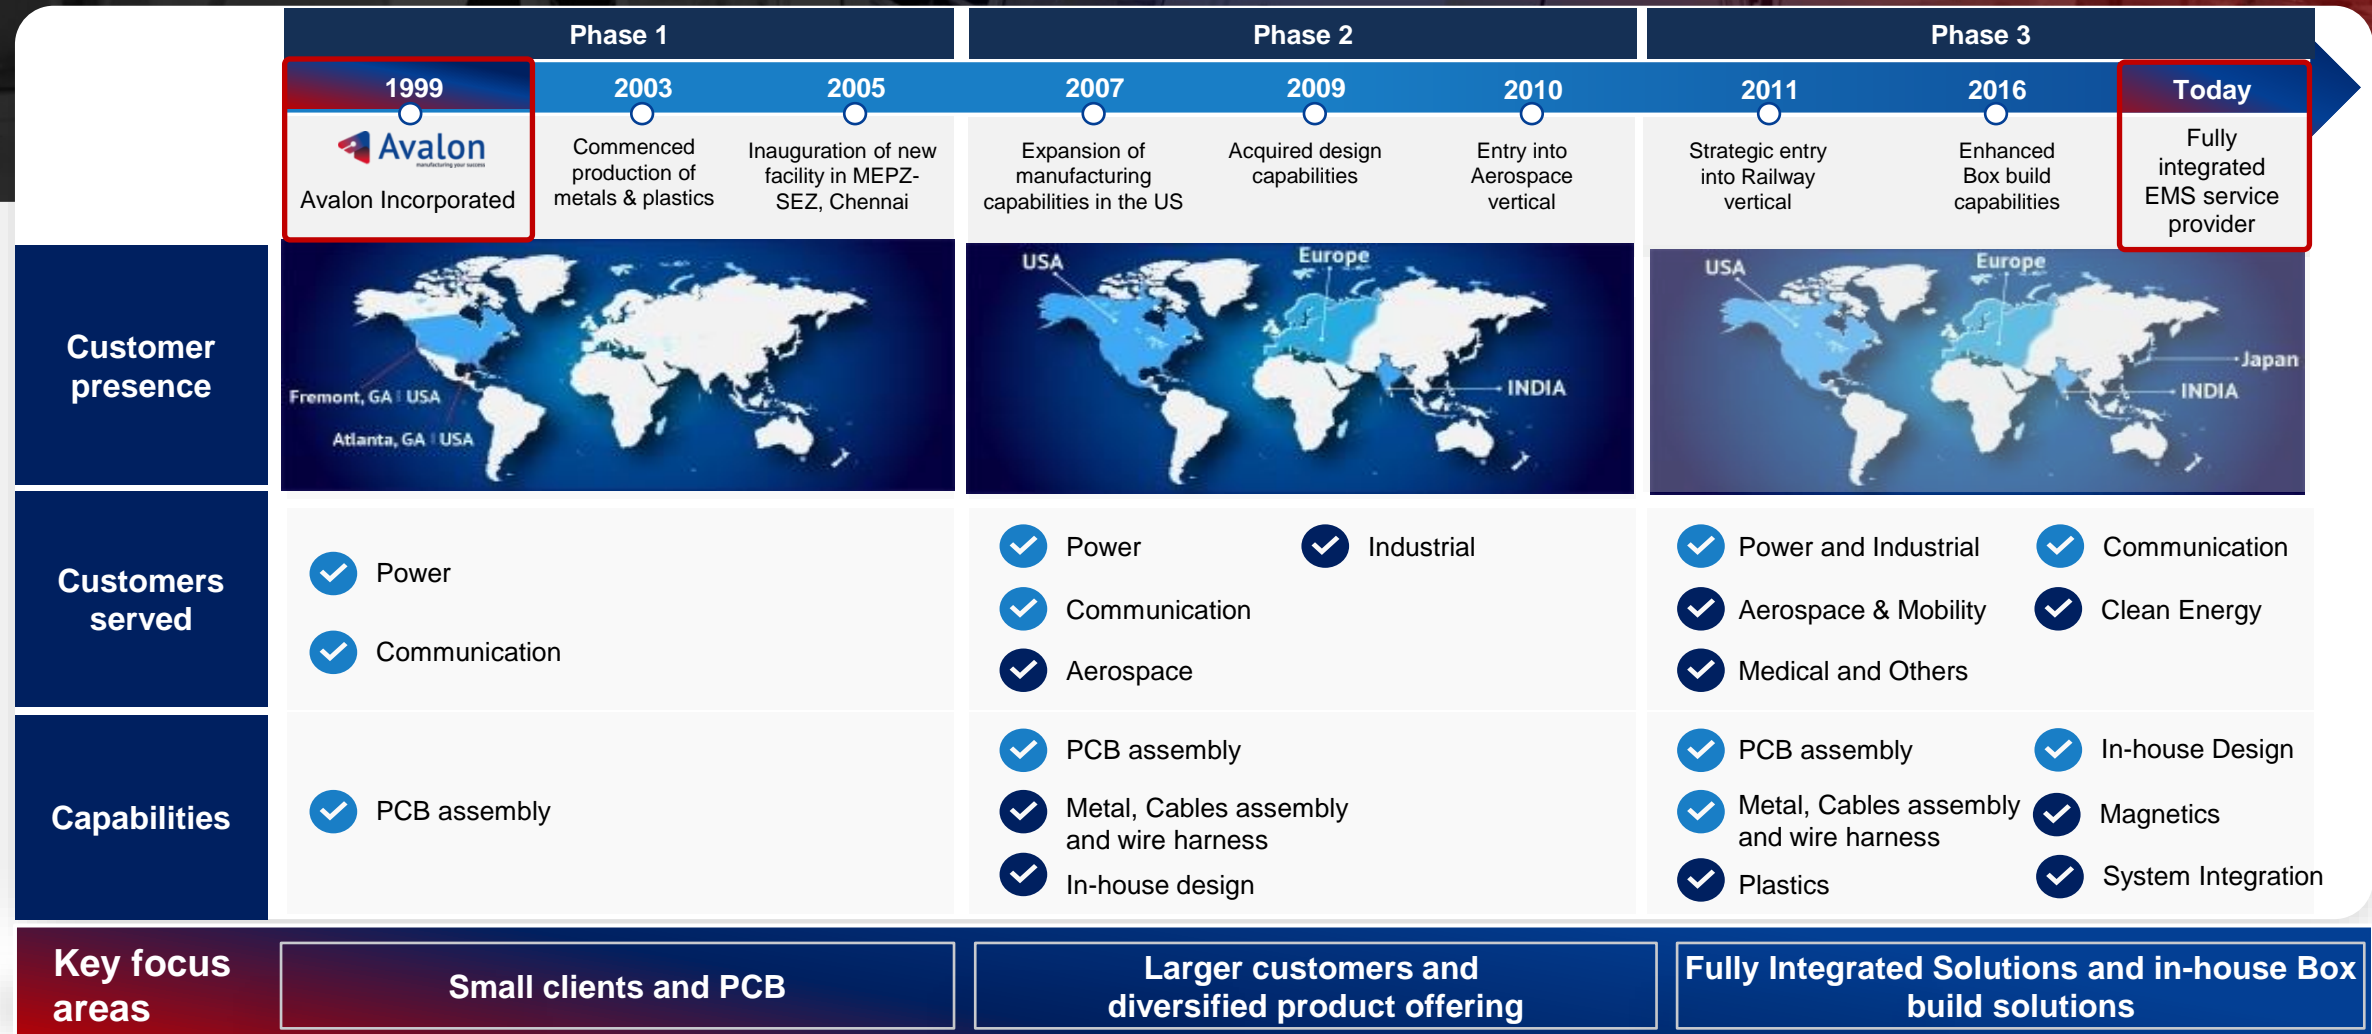 Phase 1
Phase 2
Phase 3
1999
2003
2005
2007
2009
2010
2011
2016
Today
Avalon
manufacturing your success
Avalon Incorporated
Commenced
production of
metals & plastics
Inauguration of new
facility in MEPZ-
SEZ, Chennai
Expansion of
manufacturing
capabilities in the US
Acquired design
capabilities
Entry into
Aerospace
vertical
Strategic entry
into Railway
vertical
Enhanced
Box build
capabilities
Fully
integrated
EMS service
provider
Customer
presence
Fremont, GA | USA
Atlanta, GA | USA
USA
Europe
INDIA
USA
Europe
Japan
INDIA
Customers
served
Power
Communication
Power
Industrial
Communication
Aerospace
Power and Industrial
Communication
Aerospace & Mobility
Clean Energy
Medical and Others
Capabilities
PCB assembly
PCB assembly
Metal, Cables assembly
and wire harness
In-house design
PCB assembly
In-house Design
Metal, Cables assembly
and wire harness
Magnetics
Plastics
System Integration
Key focus
areas
Small clients and PCB
Larger customers and
diversified product offering
Fully Integrated Solutions and in-house Box
build solutions